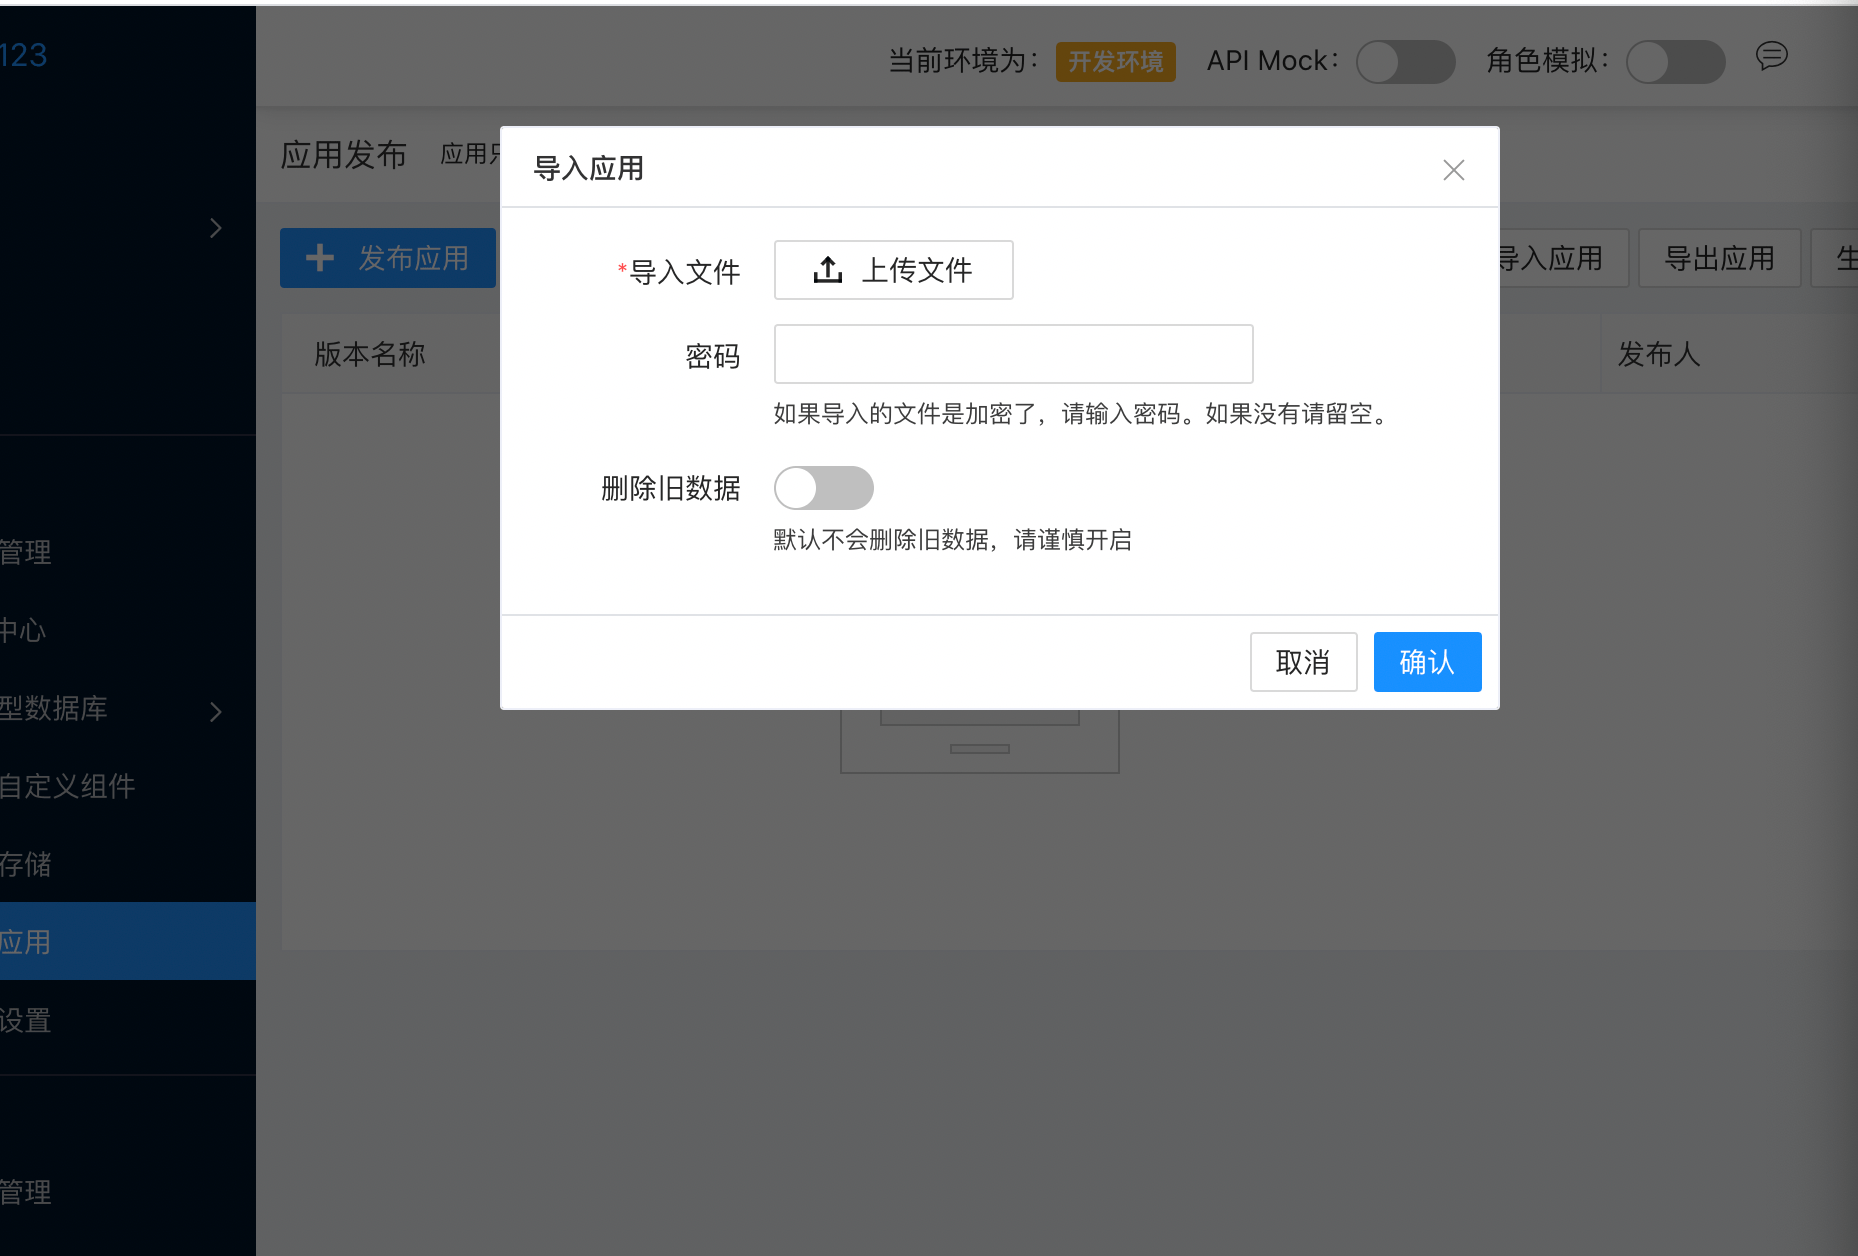 123
当前环境为：
开发环境
API Mock：
角色模拟：
应用发布
应用
发布应用
导入应用
导出应用
版本名称
发布人
管理
中心
型数据库
自定义组件
存储
应用
设置
管理
导入应用
*导入文件
上传文件
密码
如果导入的文件是加密了，请输入密码。如果没有请留空。
删除旧数据
默认不会删除旧数据，请谨慎开启
取消
确认